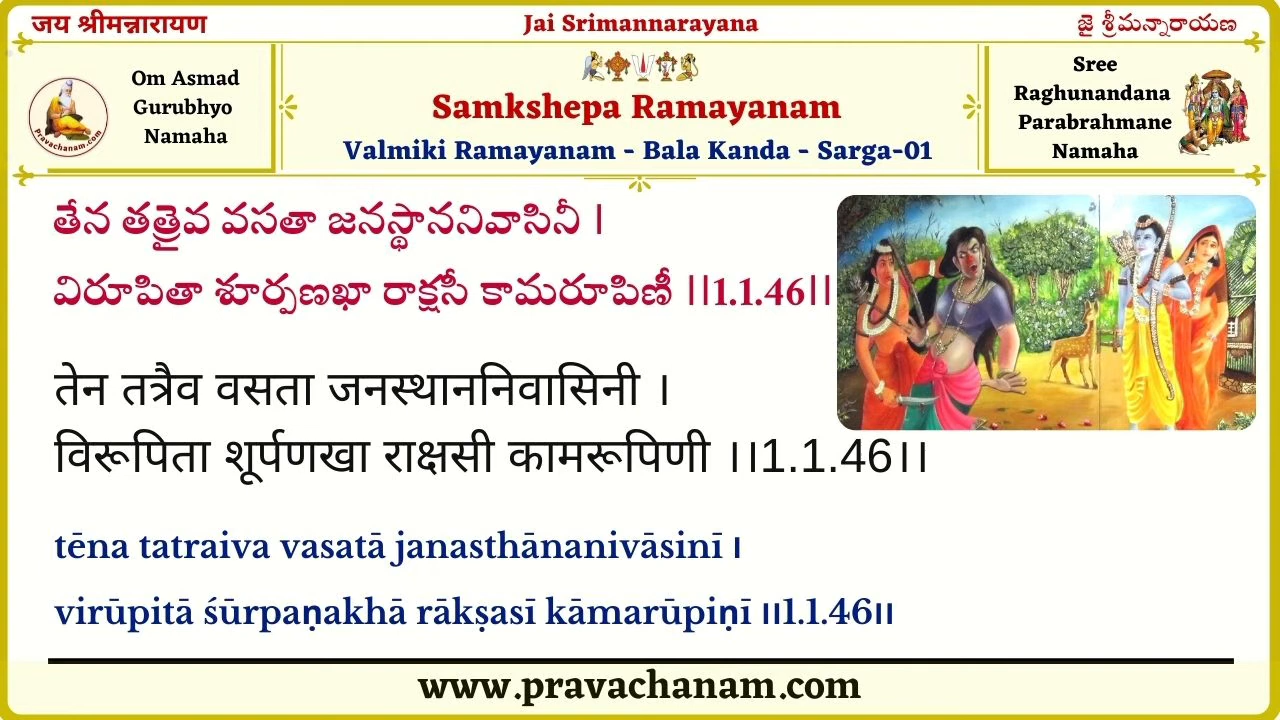 जय श्रीमन्नारायण
Jai Srimannarayana
జై శ్రీమన్నారాయణ
Pravachanam.com
Om Asmad
Gurubhyo
Namaha
Samkshepa Ramayanam
Valmiki Ramayanam - Bala Kanda - Sarga-01
Sree
Raghunandana
Parabrahmane
Namaha
తేన తత్రైవ వసతా జనస్థాననివాసినీ ।
విరూపితా శూర్పణఖా రాక్షసీ కామరూపిణీ ।।1.1.46।।
तेन तत्रैव वसता जनस्थाननिवासिनी ।
विरूपिता शूर्पणखा राक्षसी कामरूपिणी ।।1.1.46।।
tēna tatraiva vasatā janasthānanivāsinī ।
virūpitā śūrpaṇakhā rākṣasī kāmarūpiṇī ।।1.1.46।।
www.pravachanam.com